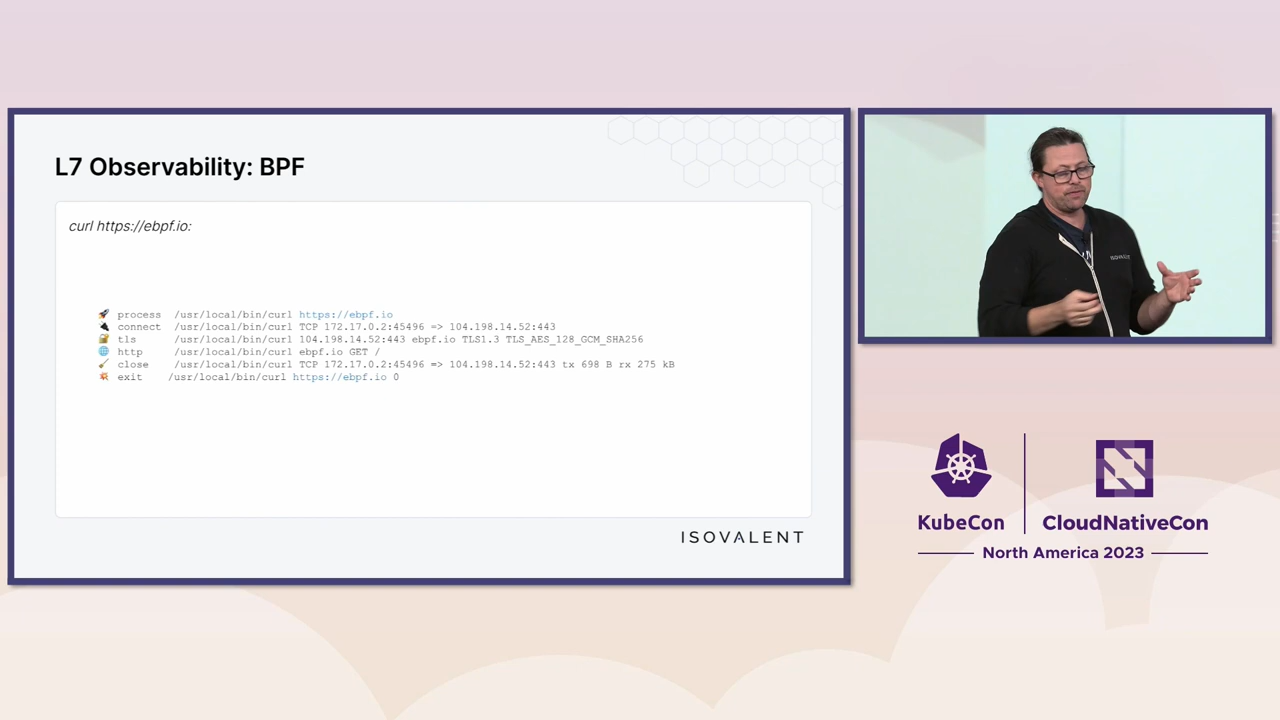 L7 Observability: BPF
curl https://ebpf.io:
process /usr/local/bin/curl https://ebpf.io
connect /usr/local/bin/curl TCP 172.17.0.2:45496 => 104.198.14.52:443
tls /usr/local/bin/curl 104.198.14.52:443 ebpf.io TLS1.3 TLS_AES_128_GCM_SHA256
http /usr/local/bin/curl ebpf.io GET /
close /usr/local/bin/curl TCP 172.17.0.2:45496 => 104.198.14.52:443 tx 698 B rx 275 kB
exit /usr/local/bin/curl https://ebpf.io 0
ISOVALENT
ISOVALENT
KubeCon
CloudNativeCon
North America 2023